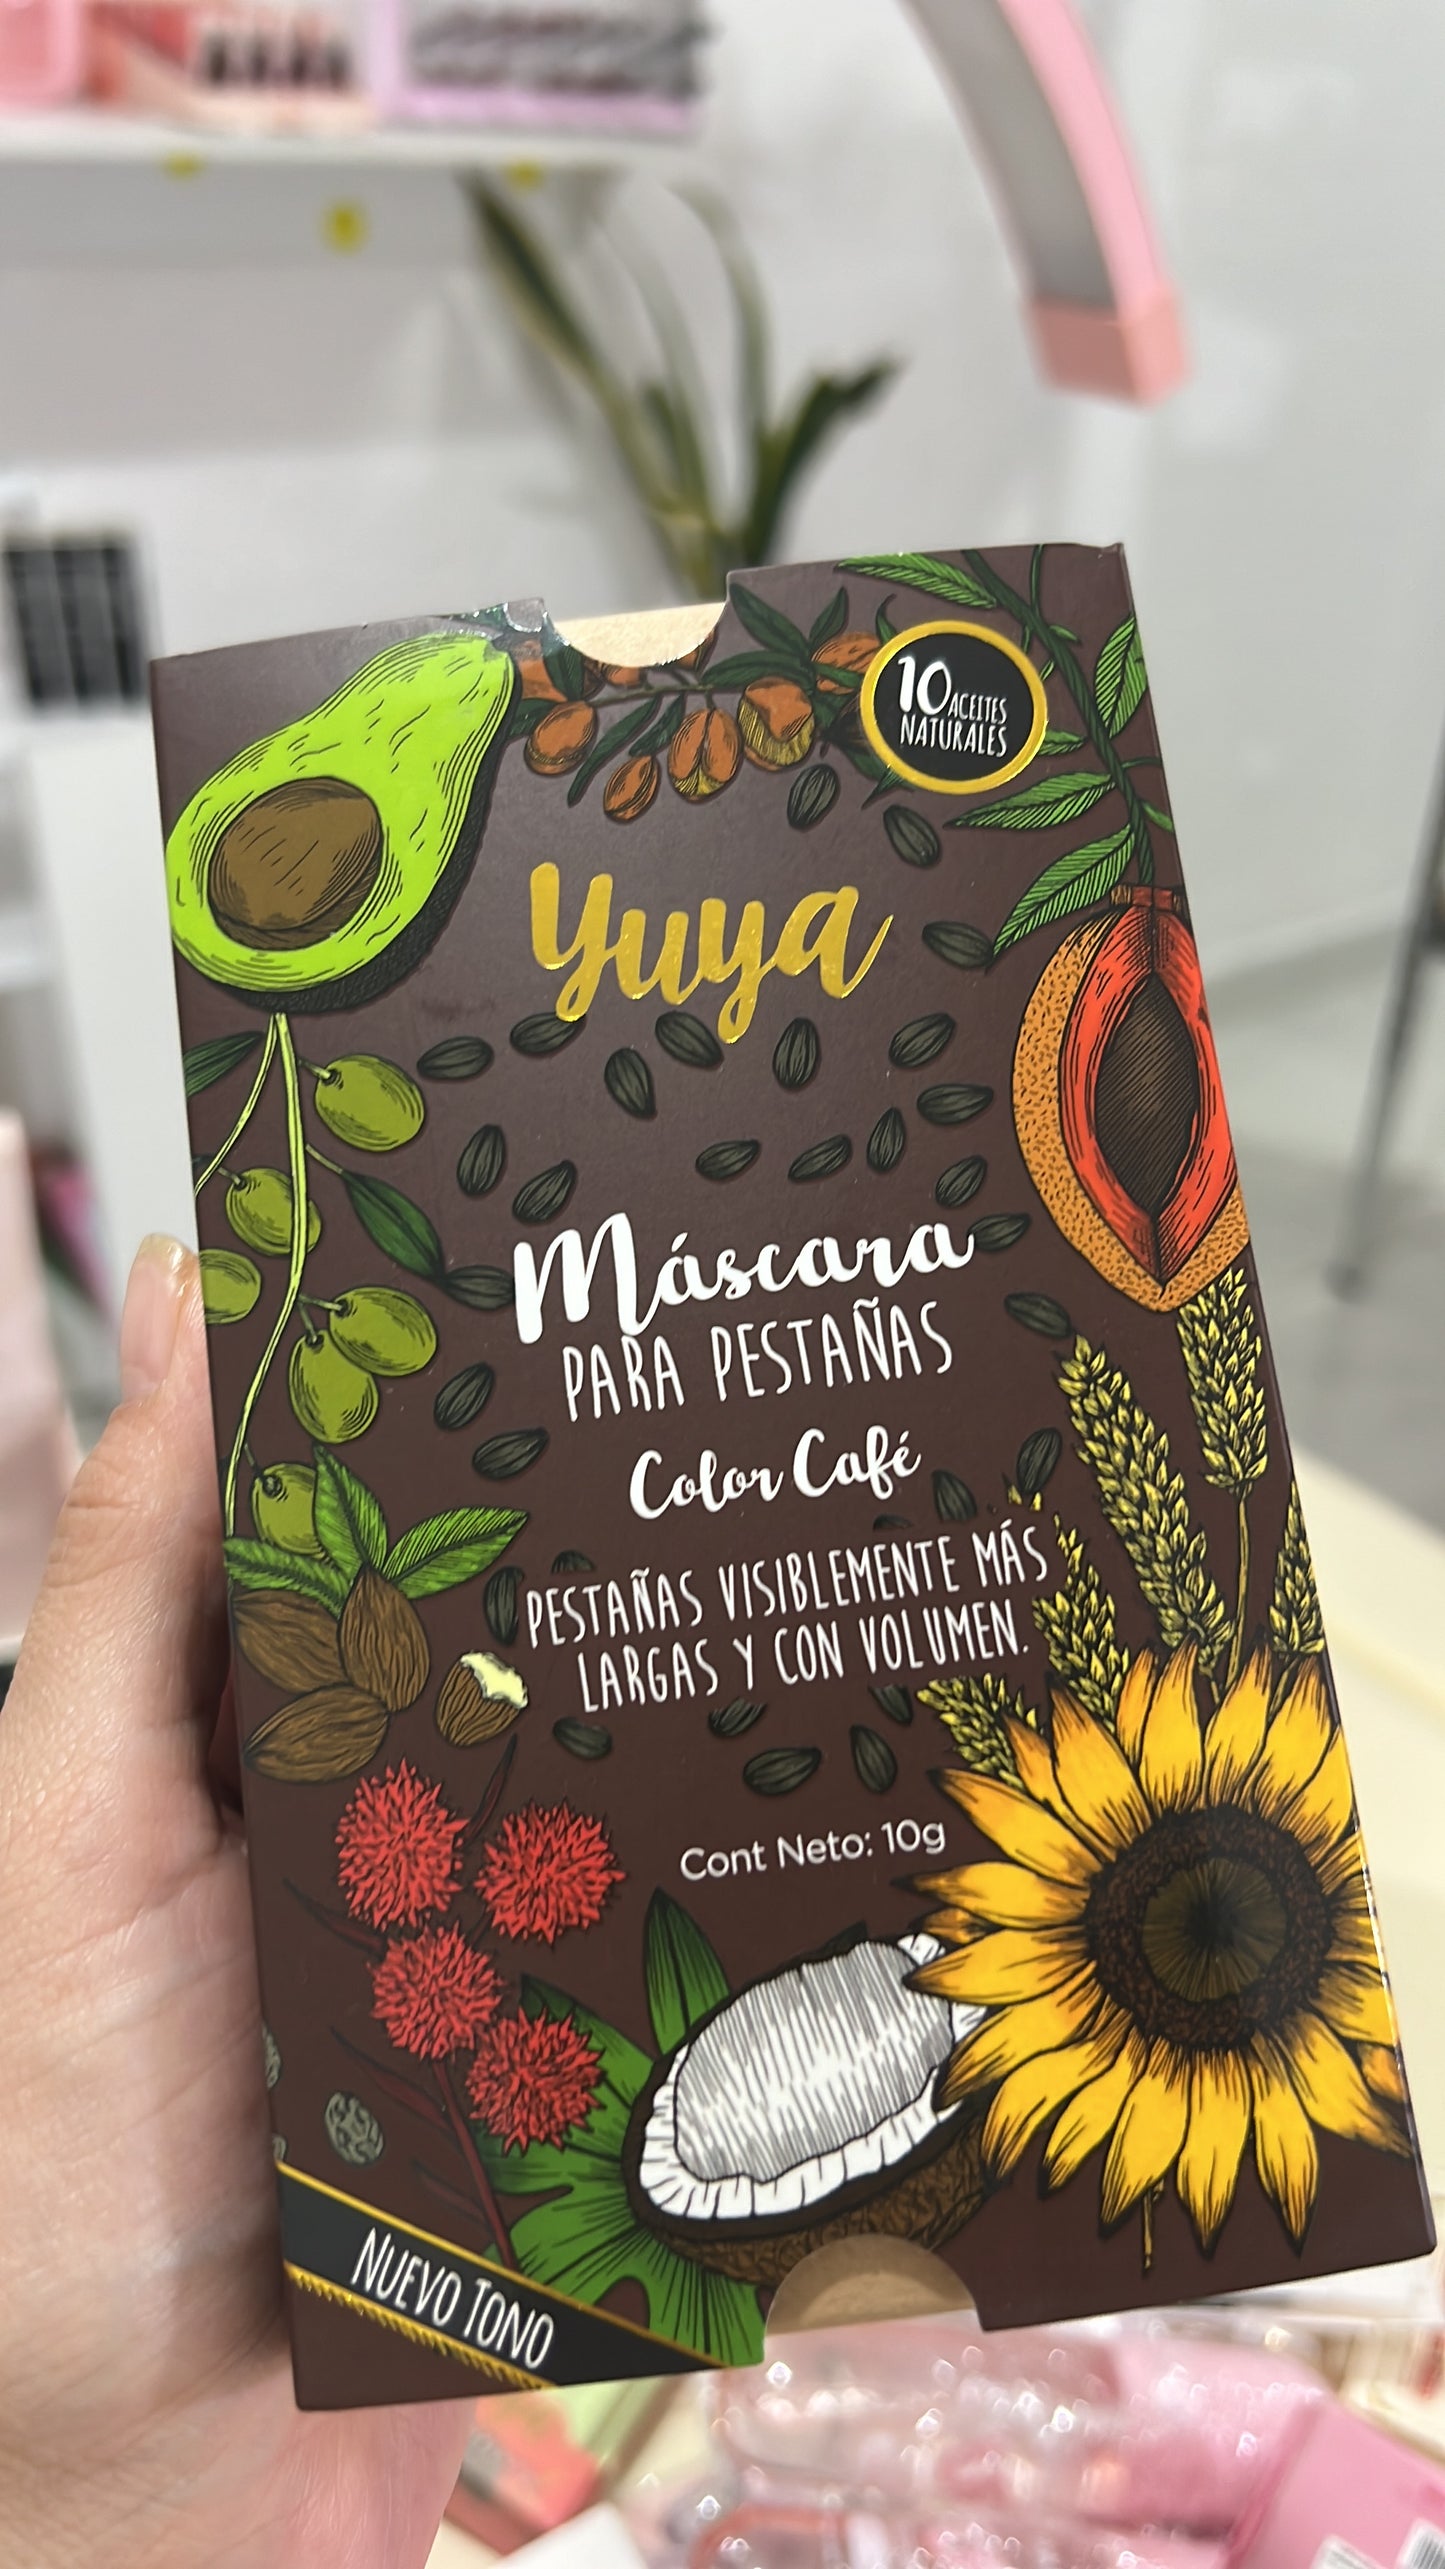 10 ACEITES
NATURALES
Yuya
Máscara
PARA PESTAÑAS
Color Café
PESTAÑAS VISIBLEMENTE MÁS
LARGAS Y CON VOLUMEN.
Cont Neto: 10g
NUEVO TONO